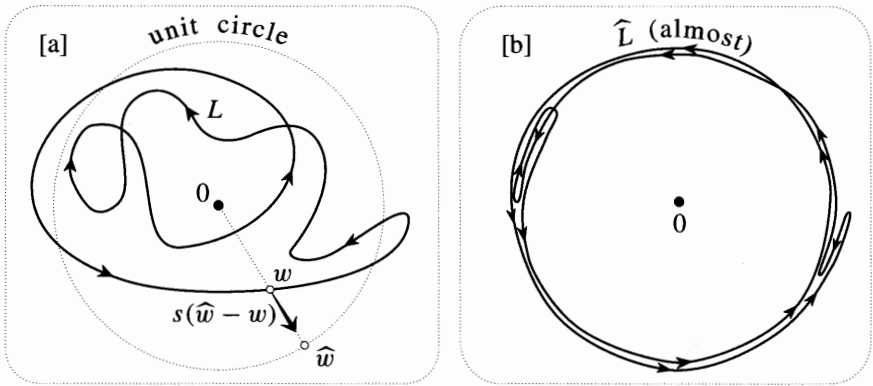 [a]
unit circle
L
0
w
s(ŵ − w)
ŵ
[b]
L̂ (almost)
0